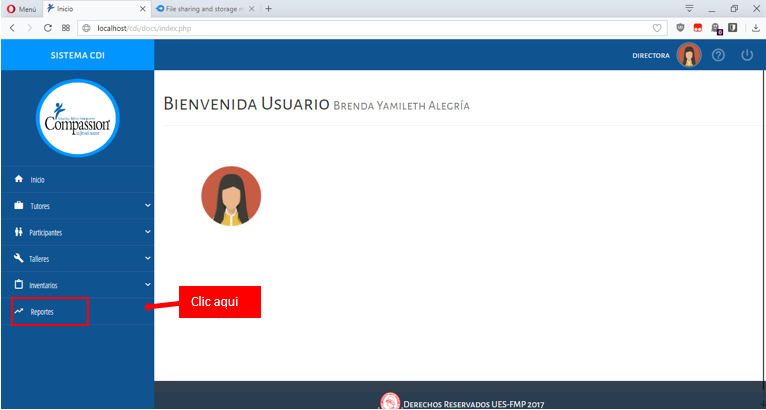 Menú
Inicio
File sharing and storage m
localhost/cdi/docs/index.php
SISTEMA CDI
DIRECTORA
Compassion
BIENVENIDA USUARIO BRENDA YAMILETH ALEGRÍA
Inicio
Tutores
Participantes
Talleres
Inventarios
Reportes
Clic aqui
DERECHOS RESERVADOS UES-FMP 2017